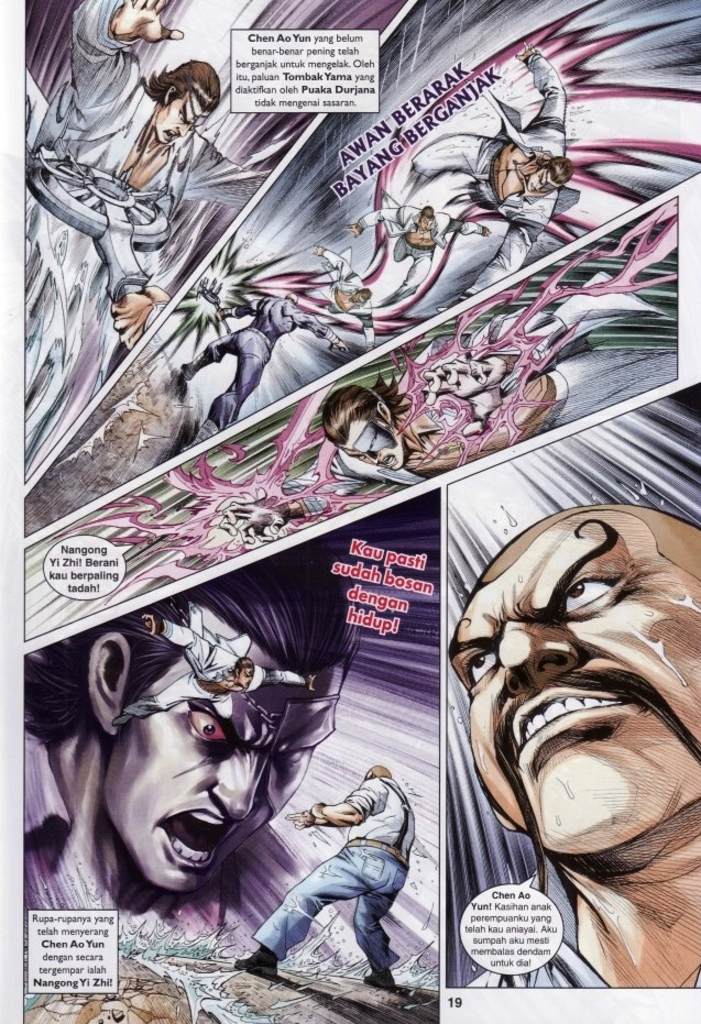 Chen Ao Yun yang belum
benar-benar pening telah
berganjak untuk mengelak. Oleh
itu, paluan Tombak Yama yang
diaktifkan oleh Puaka Durjana
tidak mengenai sasaran.
AWAN BERARAK
BAYANG BERGANJAK
Nangong
Yi Zhi! Berani
kau berpaling
tadah!
Kau pasti
sudah bosan
dengan
hidup!
Rupa-rupanya yang
telah menyerang
Chen Ao Yun
dengan secara
tergempar ialah
Nangong Yi Zhi!
Chen Ao
Yun! Kasihan anak
perempuanku yang
telah kau aniayai. Aku
sumpah aku mesti
membalas dendam
untuk dia!
19